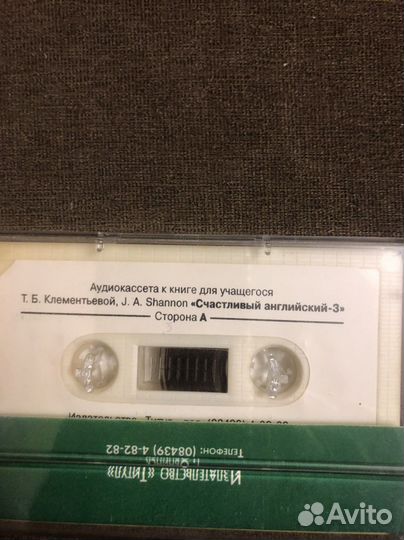 Аудиокассета к книге для учащегося
Т. Б. Клементьевой, J. A. Shannon «Счастливый английский-3»
Сторона А
Издательство «Титул»
Телефон: (08439) 4-82-82
Avito